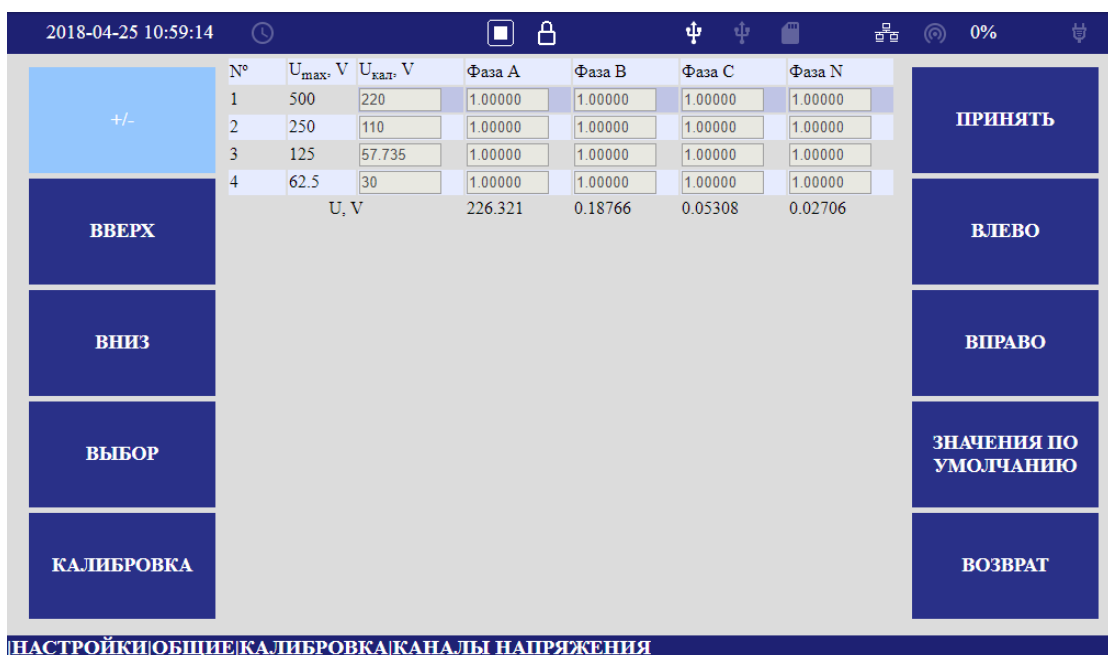 2018-04-25 10:59:14 0%
№ Umax, V Uкал, V Фаза A Фаза B Фаза C Фаза N
1 500 220 1.00000 1.00000 1.00000 1.00000
2 250 110 1.00000 1.00000 1.00000 1.00000
3 125 57.735 1.00000 1.00000 1.00000 1.00000
4 62.5 30 1.00000 1.00000 1.00000 1.00000
U, V 226.321 0.18766 0.05308 0.02706
+/-
ВВЕРХ
ВНИЗ
ВЫБОР
КАЛИБРОВКА
ПРИНЯТЬ
ВЛЕВО
ВПРАВО
ЗНАЧЕНИЯ ПО
УМОЛЧАНИЮ
ВОЗВРАТ
|НАСТРОЙКИ|ОБЩИЕ|КАЛИБРОВКА|КАНАЛЫ НАПРЯЖЕНИЯ